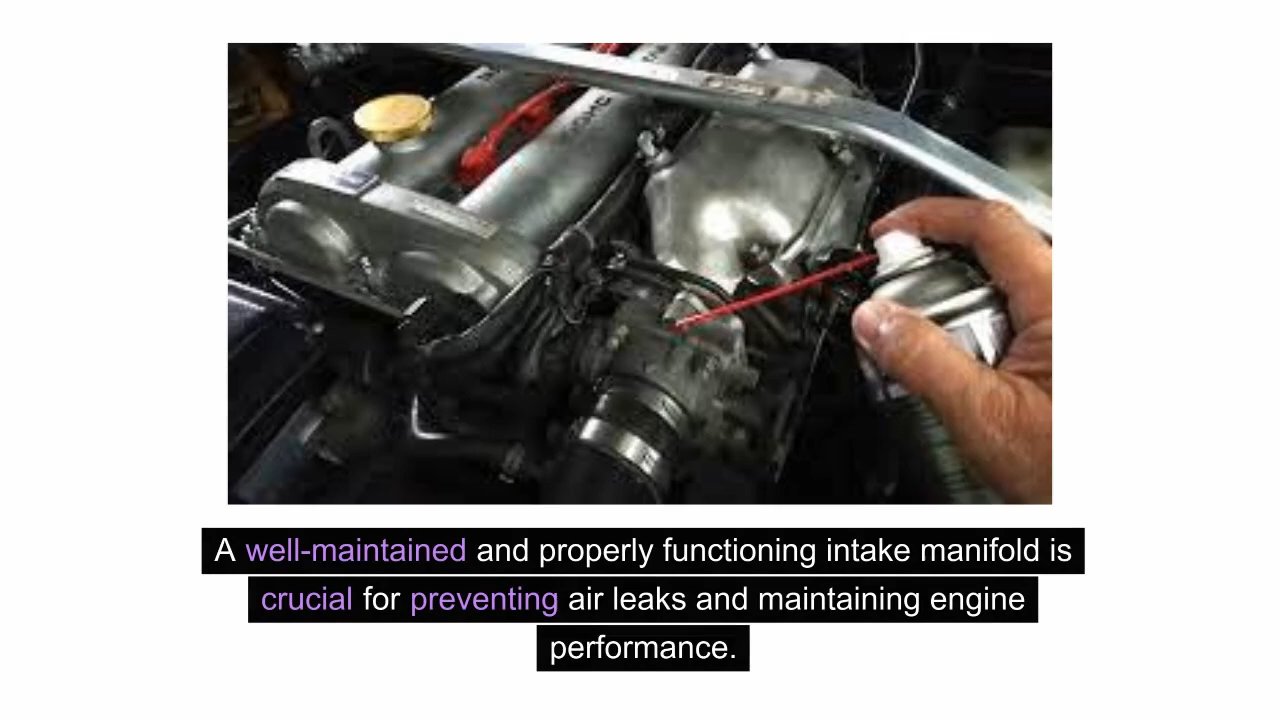 A well-maintained and properly functioning intake manifold is
crucial for preventing air leaks and maintaining engine
performance.